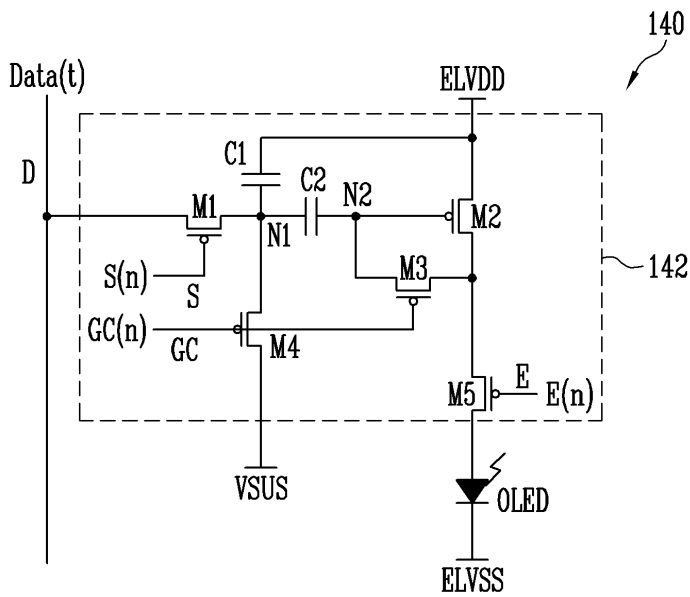 140
Data(t)
ELVDD
D
C1
C2
N2
M1
M2
N1
M3
142
S(n)
S
GC(n)
GC
M4
E
M5
E(n)
VSUS
OLED
ELVSS